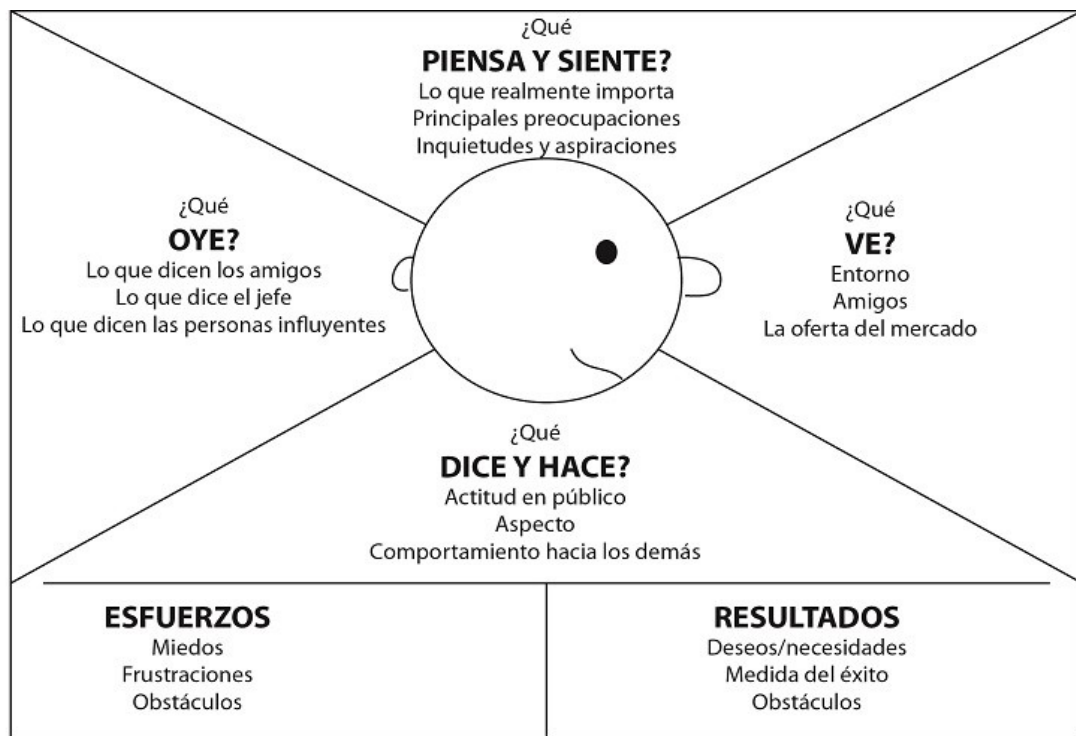 ¿Qué
PIENSA Y SIENTE?
Lo que realmente importa
Principales preocupaciones
Inquietudes y aspiraciones
¿Qué
OYE?
Lo que dicen los amigos
Lo que dice el jefe
Lo que dicen las personas influyentes
¿Qué
VE?
Entorno
Amigos
La oferta del mercado
¿Qué
DICE Y HACE?
Actitud en público
Aspecto
Comportamiento hacia los demás
ESFUERZOS
Miedos
Frustraciones
Obstáculos
RESULTADOS
Deseos/necesidades
Medida del éxito
Obstáculos